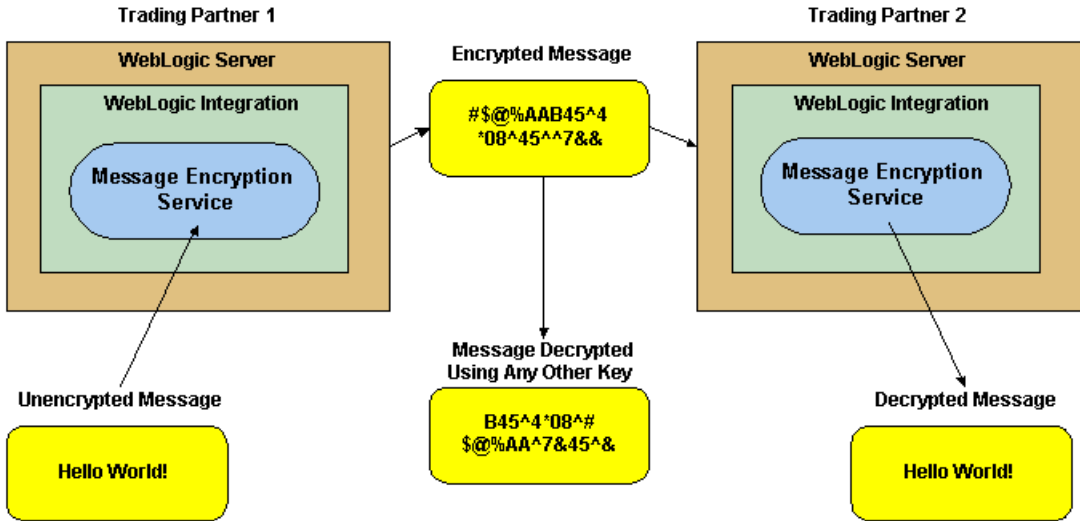 Trading Partner 1
WebLogic Server
WebLogic Integration
Message Encryption
Service
Unencrypted Message
Hello World!
Encrypted Message
#$@%AAB45^4
*08^45^^7&&
Message Decrypted
Using Any Other Key
B45^4*08^#
$@%AA^7&45^&
Trading Partner 2
WebLogic Server
WebLogic Integration
Message Encryption
Service
Decrypted Message
Hello World!